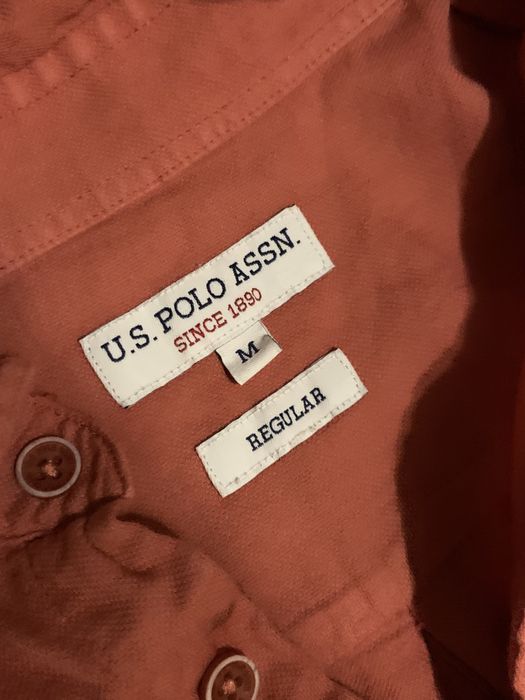 U.S. POLO ASSN.
SINCE 1890
M
REGULAR